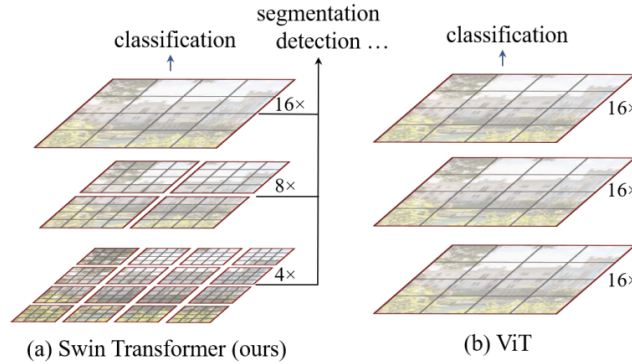 classification
segmentation
detection ...
16×
8×
4×
(a) Swin Transformer (ours)
classification
16×
16×
16×
(b) ViT